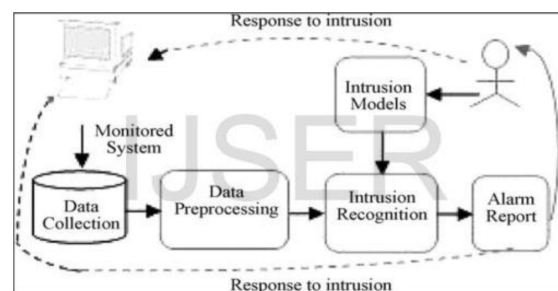 Response to intrusion
Intrusion
Models
Monitored
System
Data
Collection
Data
Preprocessing
Intrusion
Recognition
Alarm
Report
Response to intrusion
IJSER